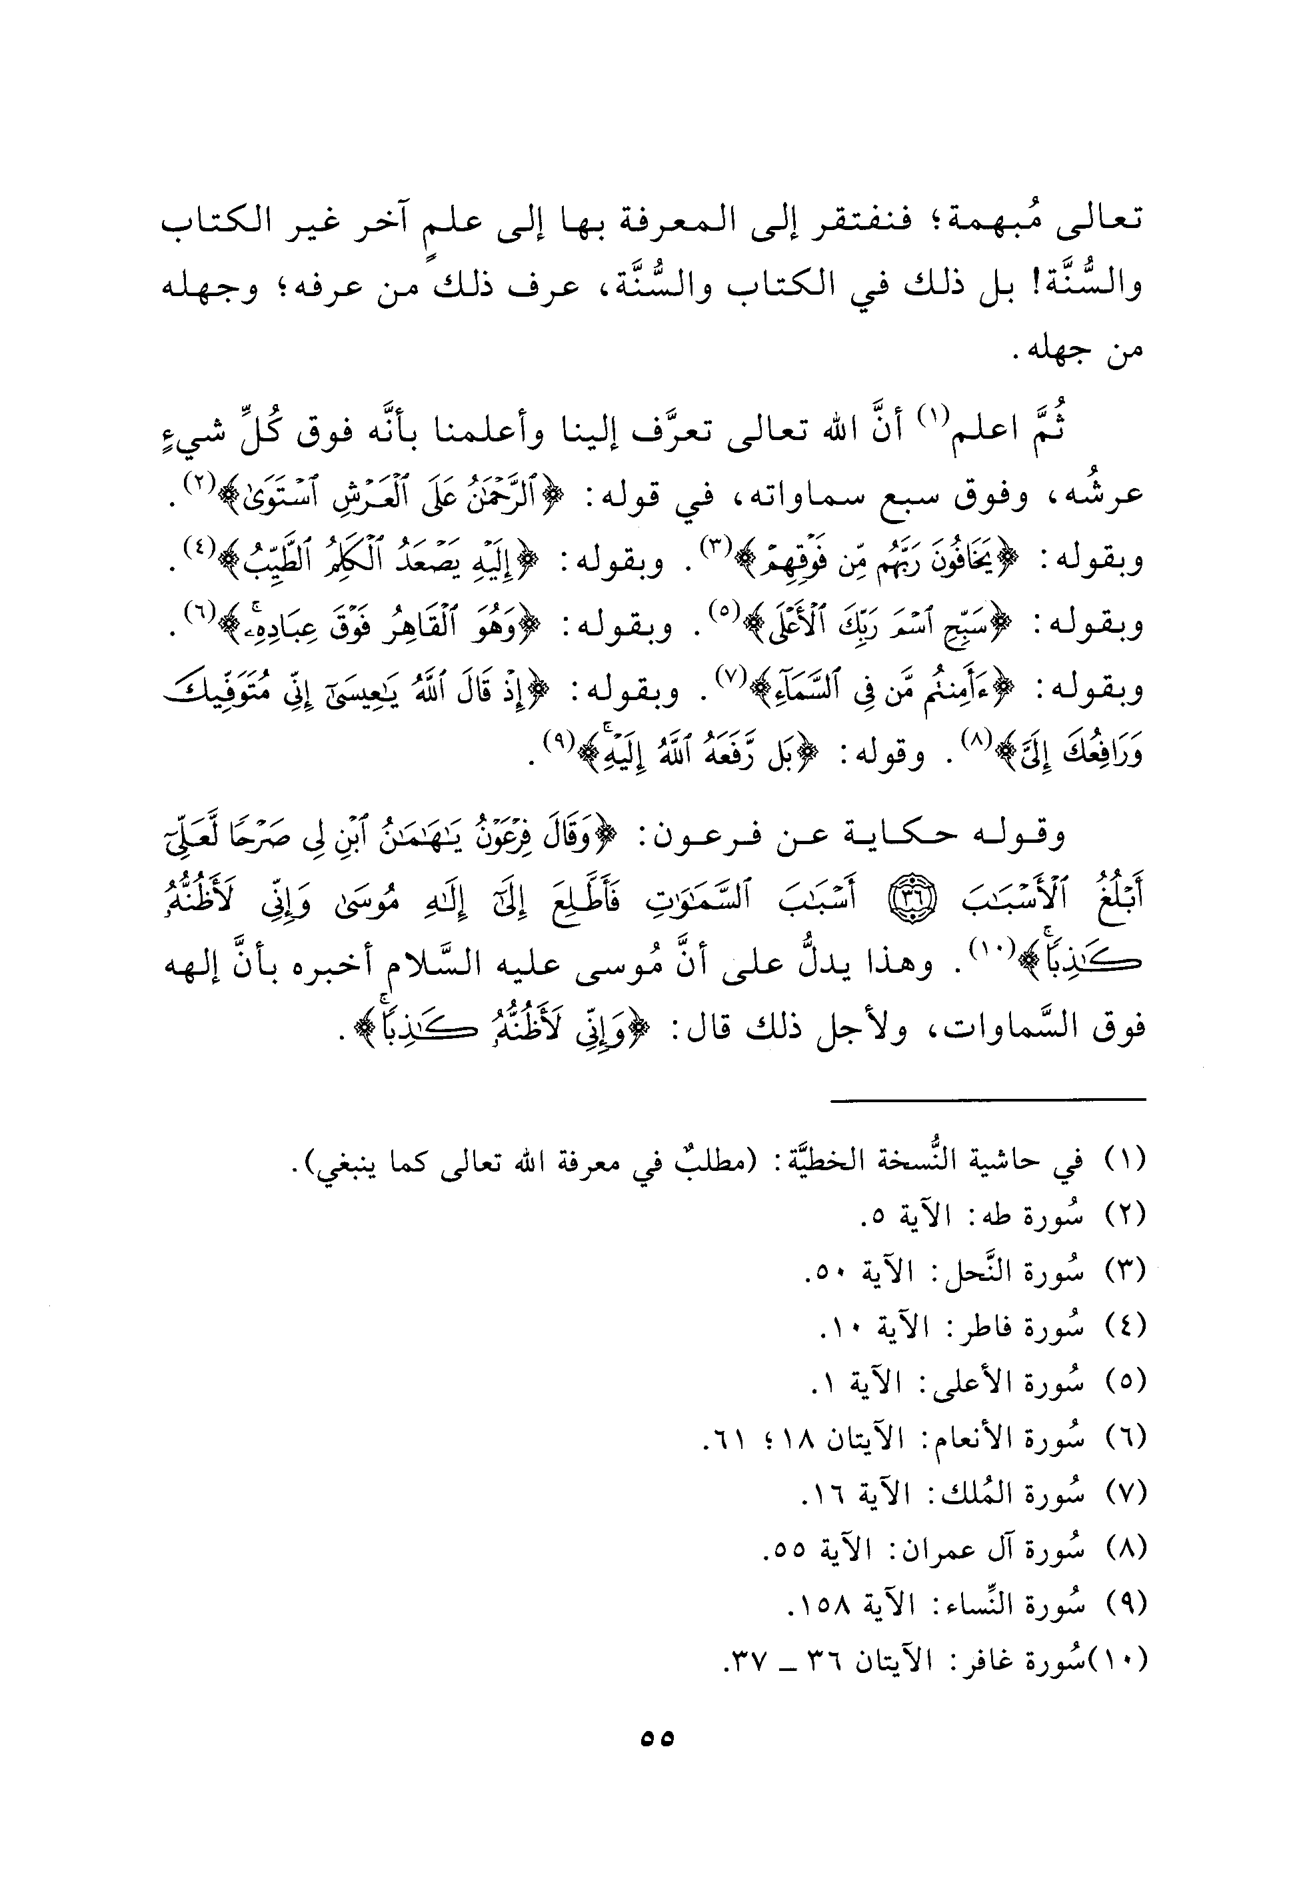 تعالى مُبهمة؛ فنفتقر إلى المعرفة بها إلى علمٍ آخر غير الكتاب
والسُّنَّة! بل ذلك في الكتاب والسُّنَّة، عرف ذلك من عرفه؛ وجهله
من جهله.
ثُمَّ اعلم(١) أنَّ الله تعالى تعرَّف إلينا وأعلمنا بأنَّه فوق كُلِّ شيءٍ
عرشُه، وفوق سبع سماواته، في قوله: ﴿ٱلرَّحْمَٰنُ عَلَى ٱلْعَرْشِ ٱسْتَوَىٰ﴾(٢).
وبقوله: ﴿يَخَافُونَ رَبَّهُم مِّن فَوْقِهِمْ﴾(٣). وبقوله: ﴿إِلَيْهِ يَصْعَدُ ٱلْكَلِمُ ٱلطَّيِّبُ﴾(٤).
وبقوله: ﴿سَبِّحِ ٱسْمَ رَبِّكَ ٱلْأَعْلَى﴾(٥). وبقوله: ﴿وَهُوَ ٱلْقَاهِرُ فَوْقَ عِبَادِهِۦۚ﴾(٦).
وبقوله: ﴿ءَأَمِنتُم مَّن فِى ٱلسَّمَآءِ﴾(٧). وبقوله: ﴿إِذْ قَالَ ٱللَّهُ يَٰعِيسَىٰٓ إِنِّى مُتَوَفِّيكَ
وَرَافِعُكَ إِلَىَّ﴾(٨). وقوله: ﴿بَل رَّفَعَهُ ٱللَّهُ إِلَيْهِۚ﴾(٩).
وقوله حكاية عن فرعون: ﴿وَقَالَ فِرْعَوْنُ يَٰهَٰمَٰنُ ٱبْنِ لِى صَرْحًا لَّعَلِّىٓ
أَبْلُغُ ٱلْأَسْبَٰبَ ٣٦ أَسْبَٰبَ ٱلسَّمَٰوَٰتِ فَأَطَّلِعَ إِلَىٰٓ إِلَٰهِ مُوسَىٰ وَإِنِّى لَأَظُنُّهُۥ
كَٰذِبًاۚ﴾(١٠). وهذا يدلُّ على أنَّ مُوسى عليه السَّلام أخبره بأنَّ إلهه
فوق السَّماوات، ولأجل ذلك قال: ﴿وَإِنِّى لَأَظُنُّهُۥ كَٰذِبًاۚ﴾.
(١) في حاشية النُّسخة الخطيَّة: (مطلبٌ في معرفة الله تعالى كما ينبغي).
(٢) سُورة طه: الآية ٥.
(٣) سُورة النَّحل: الآية ٥٠.
(٤) سُورة فاطر: الآية ١٠.
(٥) سُورة الأعلى: الآية ١.
(٦) سُورة الأنعام: الآيتان ١٨؛ ٦١.
(٧) سُورة المُلك: الآية ١٦.
(٨) سُورة آل عمران: الآية ٥٥.
(٩) سُورة النِّساء: الآية ١٥٨.
(١٠)سُورة غافر: الآيتان ٣٦ ـ ٣٧.
٥٥